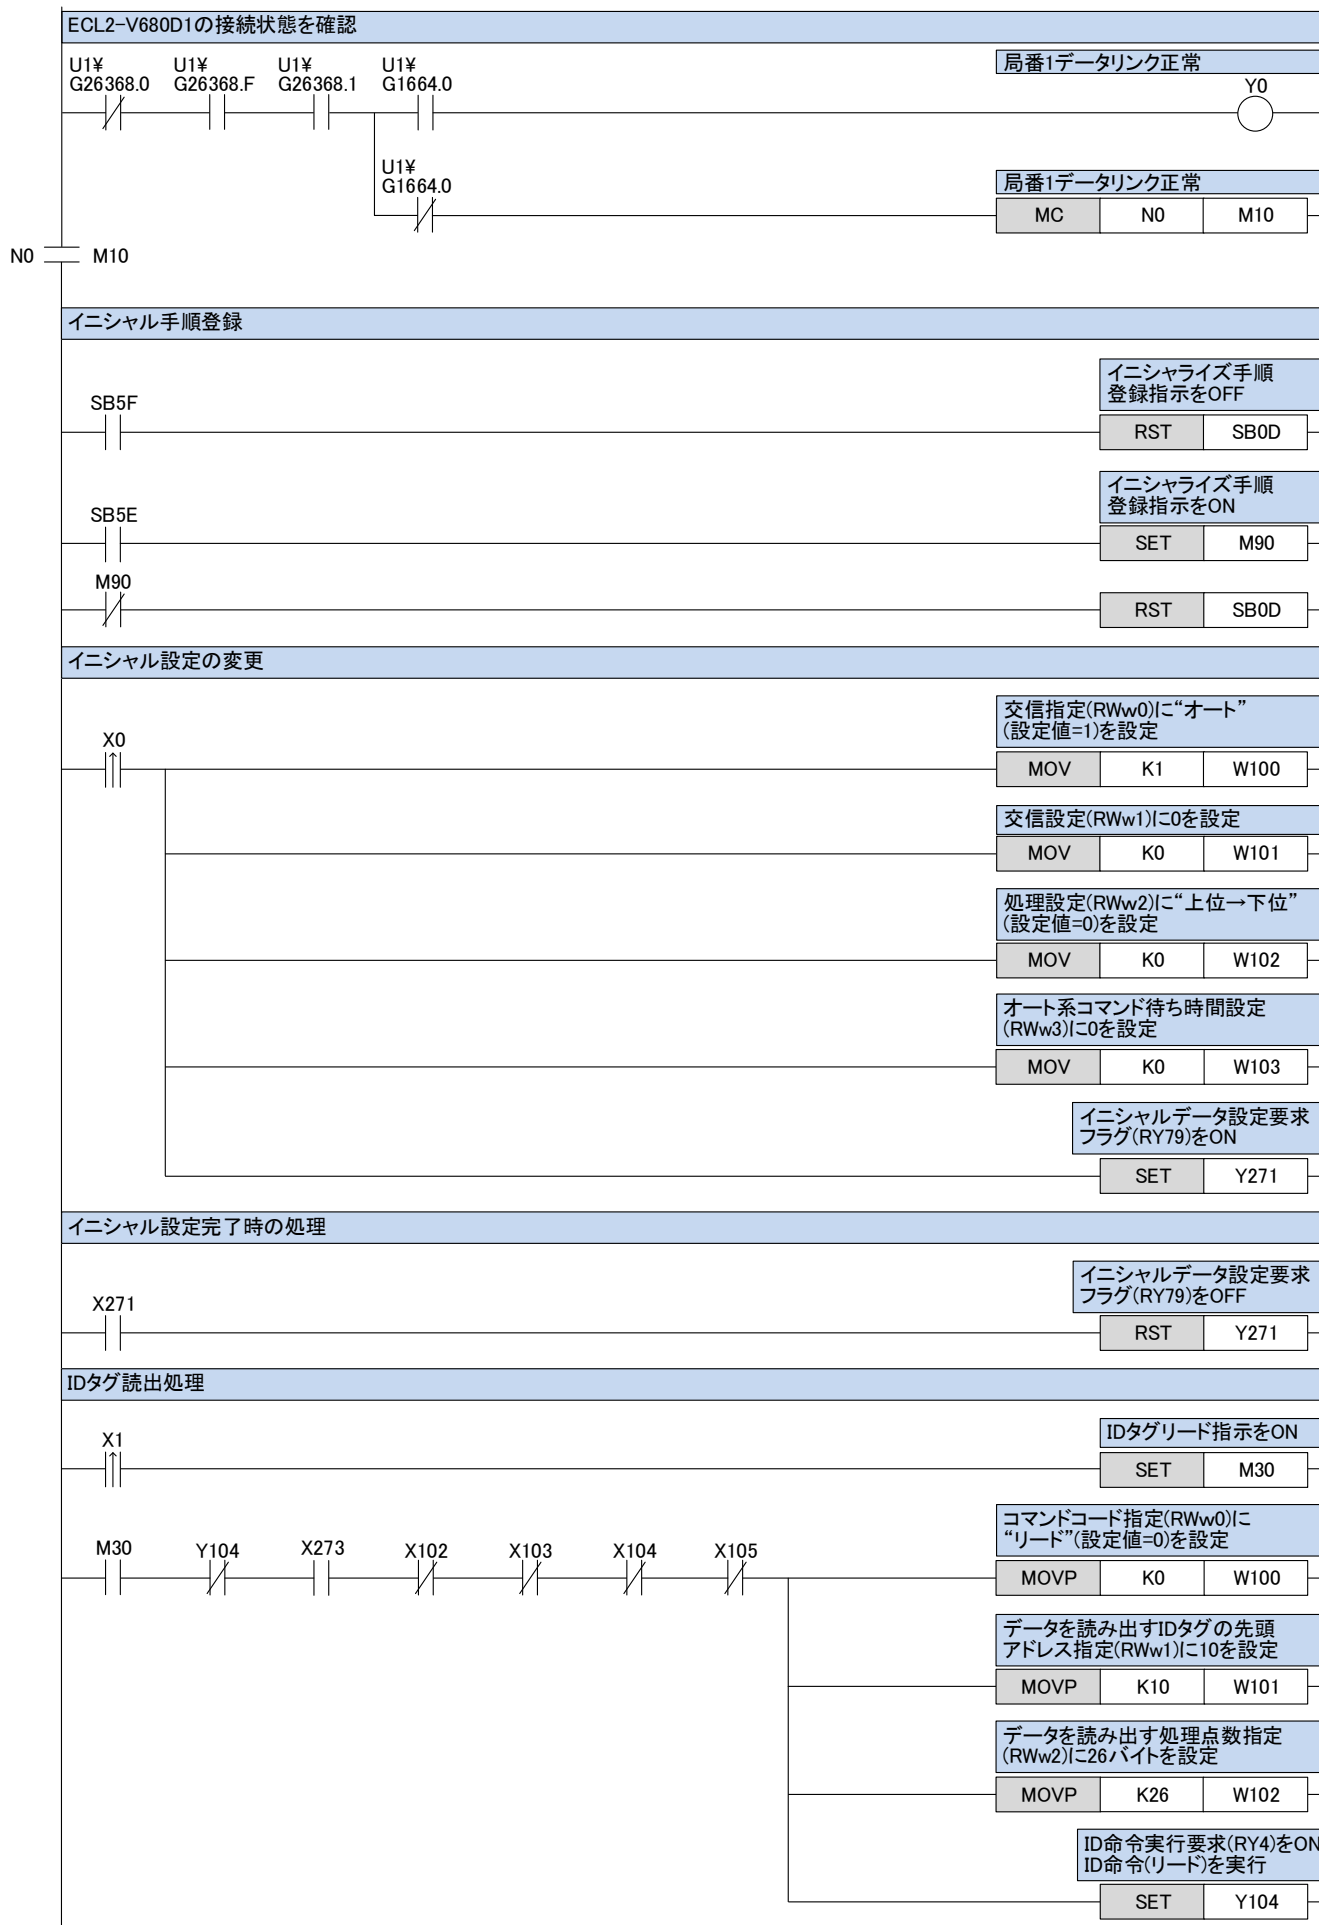 ECL2-V680D1の接続状態を確認
U1¥ U1¥ U1¥ U1¥
G26368.0 G26368.F G26368.1 G1664.0
局番1データリンク正常
Y0
U1¥
G1664.0
局番1データリンク正常
MC N0 M10
N0 M10
イニシャル手順登録
イニシャライズ手順
登録指示をOFF
SB5F
RST SB0D
イニシャライズ手順
登録指示をON
SB5E
SET M90
M90
RST SB0D
イニシャル設定の変更
交信指定(RWw0)に“オート”
(設定値=1)を設定
X0
MOV K1 W100
交信設定(RWw1)に0を設定
MOV K0 W101
処理設定(RWw2)に“上位→下位”
(設定値=0)を設定
MOV K0 W102
オート系コマンド待ち時間設定
(RWw3)に0を設定
MOV K0 W103
イニシャルデータ設定要求
フラグ(RY79)をON
SET Y271
イニシャル設定完了時の処理
イニシャルデータ設定要求
フラグ(RY79)をOFF
X271
RST Y271
IDタグ読出処理
IDタグリード指示をON
X1
SET M30
コマンドコード指定(RWw0)に
“リード”(設定値=0)を設定
M30 Y104 X273 X102 X103 X104 X105
MOVP K0 W100
データを読み出すIDタグの先頭
アドレス指定(RWw1)に10を設定
MOVP K10 W101
データを読み出す処理点数指定
(RWw2)に26バイトを設定
MOVP K26 W102
ID命令実行要求(RY4)をON
ID命令(リード)を実行
SET Y104